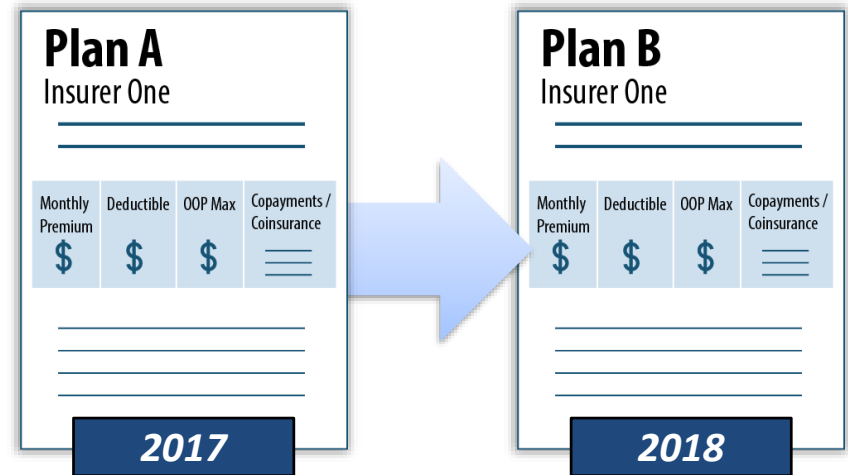 Plan A
Insurer One
Monthly Premium
Deductible
OOP Max
Copayments / Coinsurance
$
$
$
2017
Plan B
Insurer One
Monthly Premium
Deductible
OOP Max
Copayments / Coinsurance
$
$
$
2018